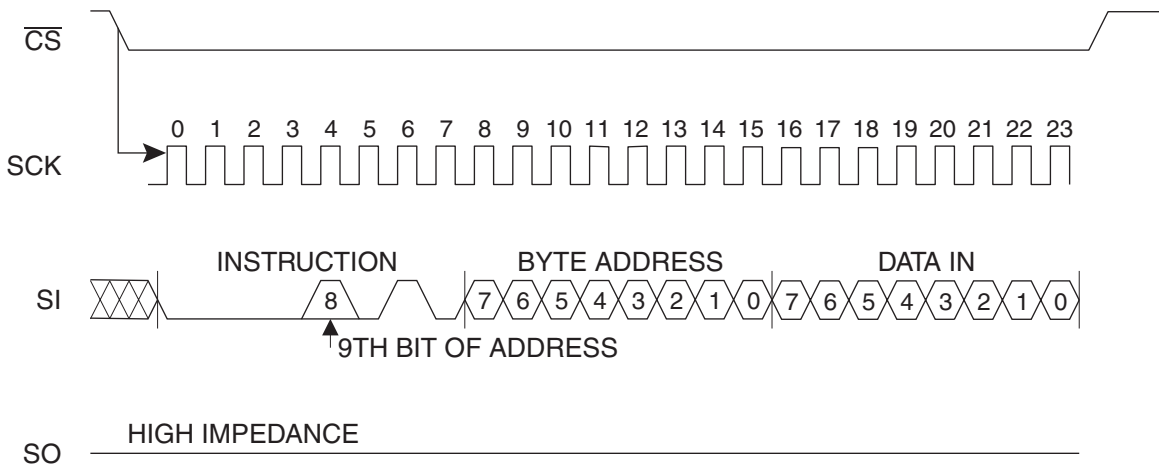 CS
0 1 2 3 4 5 6 7 8 9 10 11 12 13 14 15 16 17 18 19 20 21 22 23
SCK
INSTRUCTION BYTE ADDRESS DATA IN
SI 8 7 6 5 4 3 2 1 0 7 6 5 4 3 2 1 0
9TH BIT OF ADDRESS
HIGH IMPEDANCE
SO